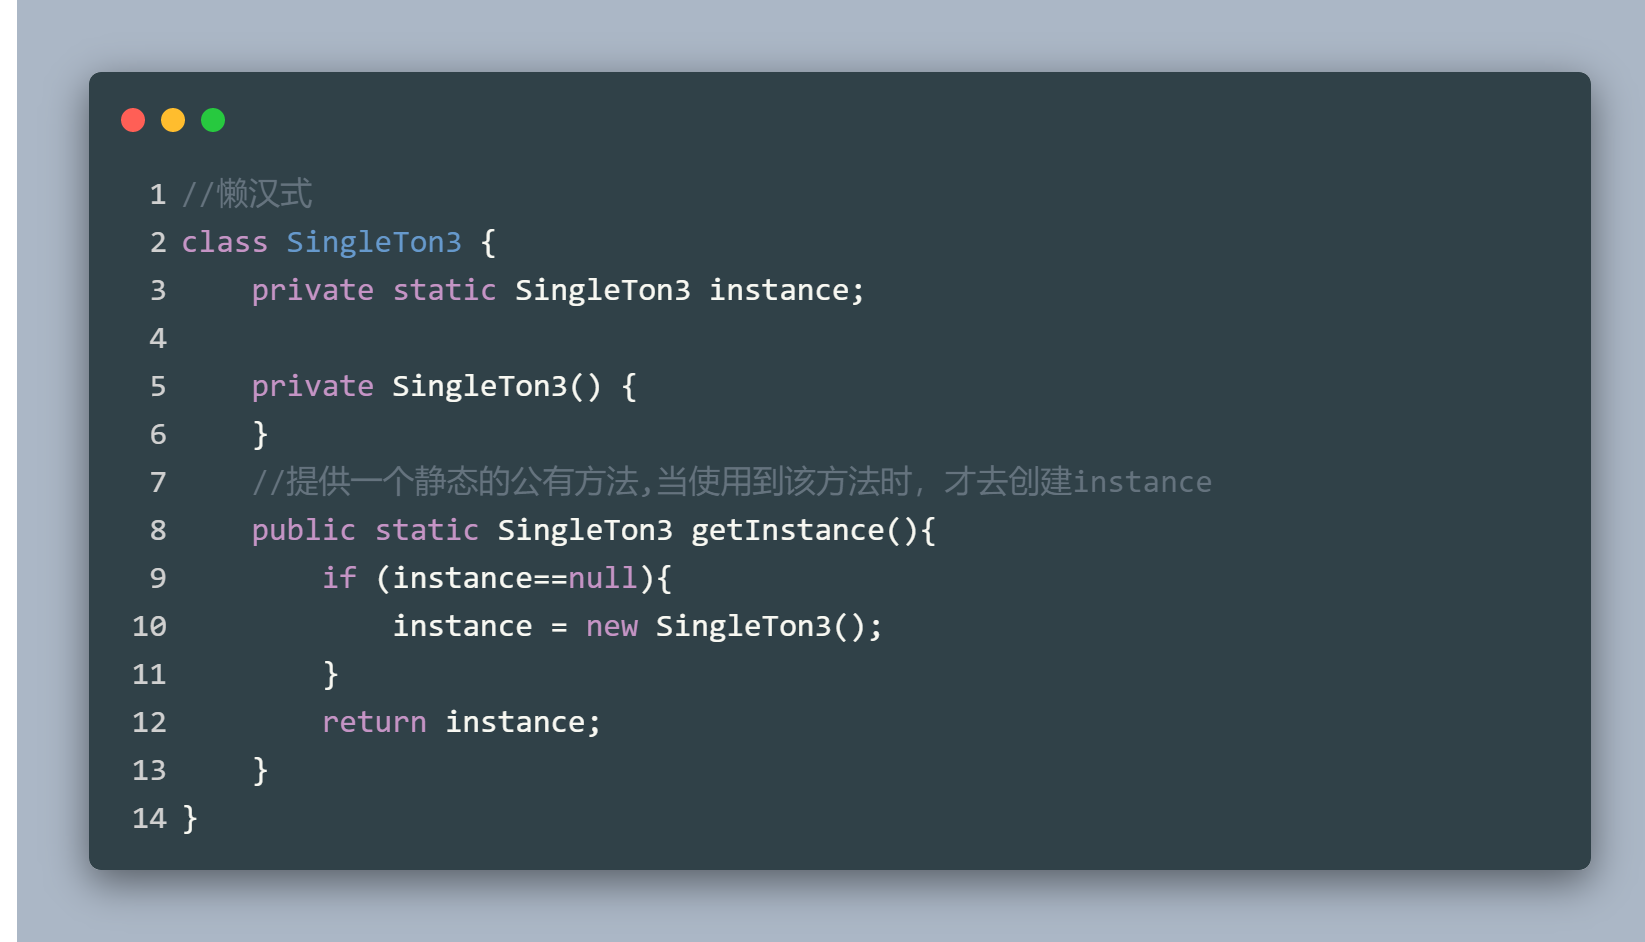 1 //懒汉式
2 class SingleTon3 {
3     private static SingleTon3 instance;
4
5     private SingleTon3() {
6     }
7     //提供一个静态的公有方法,当使用到该方法时，才去创建instance
8     public static SingleTon3 getInstance(){
9         if (instance==null){
10             instance = new SingleTon3();
11         }
12         return instance;
13     }
14 }